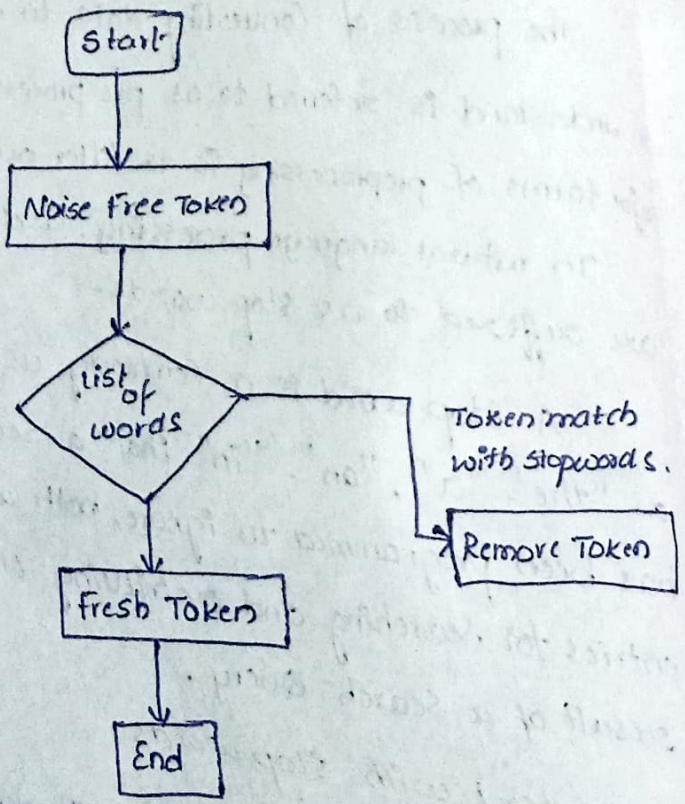 Start
Noise Free Token
List
of
words
Token match
with stopwords.
Remove Token
Fresh Token
End